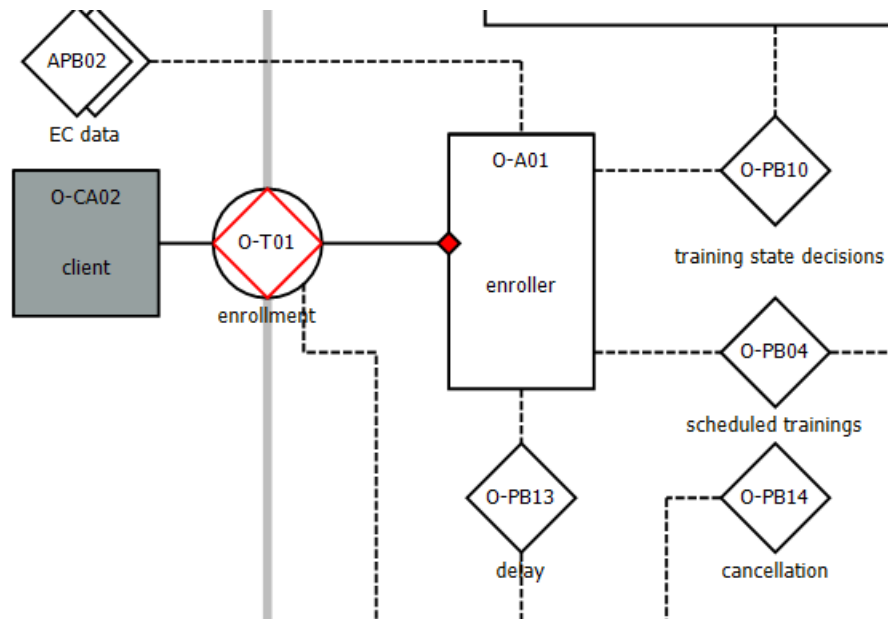 APB02
EC data
O-CA02
client
O-T01
enrollment
O-A01
enroller
O-PB10
training state decisions
O-PB04
scheduled trainings
O-PB13
delay
O-PB14
cancellation